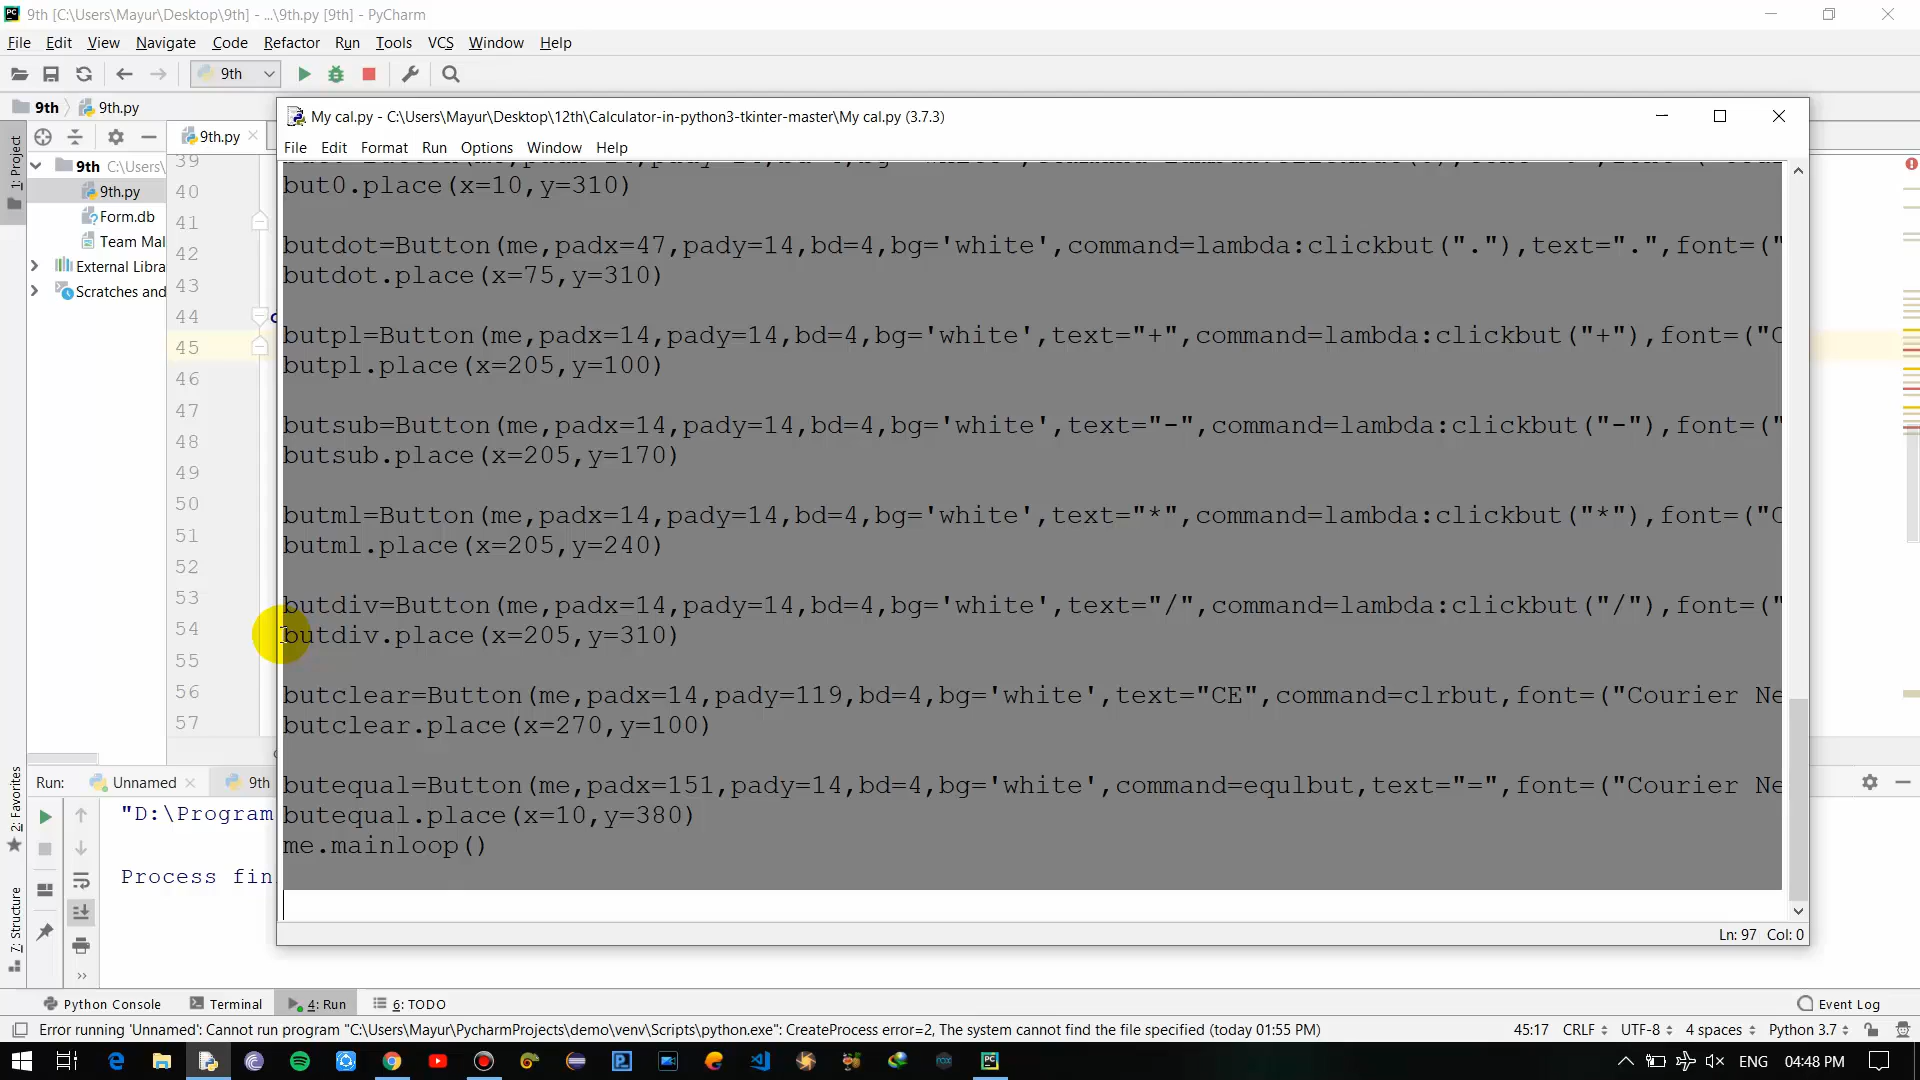 9th [C:\Users\Mayur\Desktop\9th] - ...\9th.py [9th] - PyCharm
File Edit View Navigate Code Refactor Run Tools VCS Window Help
9th
9th 9th.py
My cal.py - C:\Users\Mayur\Desktop\12th\Calculator-in-python3-tkinter-master\My cal.py (3.7.3)
File Edit Format Run Options Window Help
1: Project
9th.py
9th C:\Users\
9th.py
Form.db
Team Mal
External Libra
Scratches and
39
40
41
42
43
44
45
46
47
48
49
50
51
52
53
54
55
56
57
but0.place(x=10,y=310)
butdot=Button(me,padx=47,pady=14,bd=4,bg='white',command=lambda:clickbut("."),text=".",font=("
butdot.place(x=75,y=310)
butpl=Button(me,padx=14,pady=14,bd=4,bg='white',text="+",command=lambda:clickbut("+"),font=("C
butpl.place(x=205,y=100)
butsub=Button(me,padx=14,pady=14,bd=4,bg='white',text="-",command=lambda:clickbut("-"),font=("
butsub.place(x=205,y=170)
butml=Button(me,padx=14,pady=14,bd=4,bg='white',text="*",command=lambda:clickbut("*"),font=("C
butml.place(x=205,y=240)
butdiv=Button(me,padx=14,pady=14,bd=4,bg='white',text="/",command=lambda:clickbut("/"),font=("
butdiv.place(x=205,y=310)
butclear=Button(me,padx=14,pady=119,bd=4,bg='white',text="CE",command=clrbut,font=("Courier Ne
butclear.place(x=270,y=100)
butequal=Button(me,padx=151,pady=14,bd=4,bg='white',command=equlbut,text="=",font=("Courier Ne
butequal.place(x=10,y=380)
me.mainloop()
Ln: 97 Col: 0
2: Favorites
7: Structure
Run: Unnamed 9th
"D:\Program
Process fin
Python Console Terminal 4: Run 6: TODO Event Log
Error running 'Unnamed': Cannot run program "C:\Users\Mayur\PycharmProjects\demo\venv\Scripts\python.exe": CreateProcess error=2, The system cannot find the file specified (today 01:55 PM) 45:17 CRLF UTF-8 4 spaces Python 3.7
ENG 04:48 PM